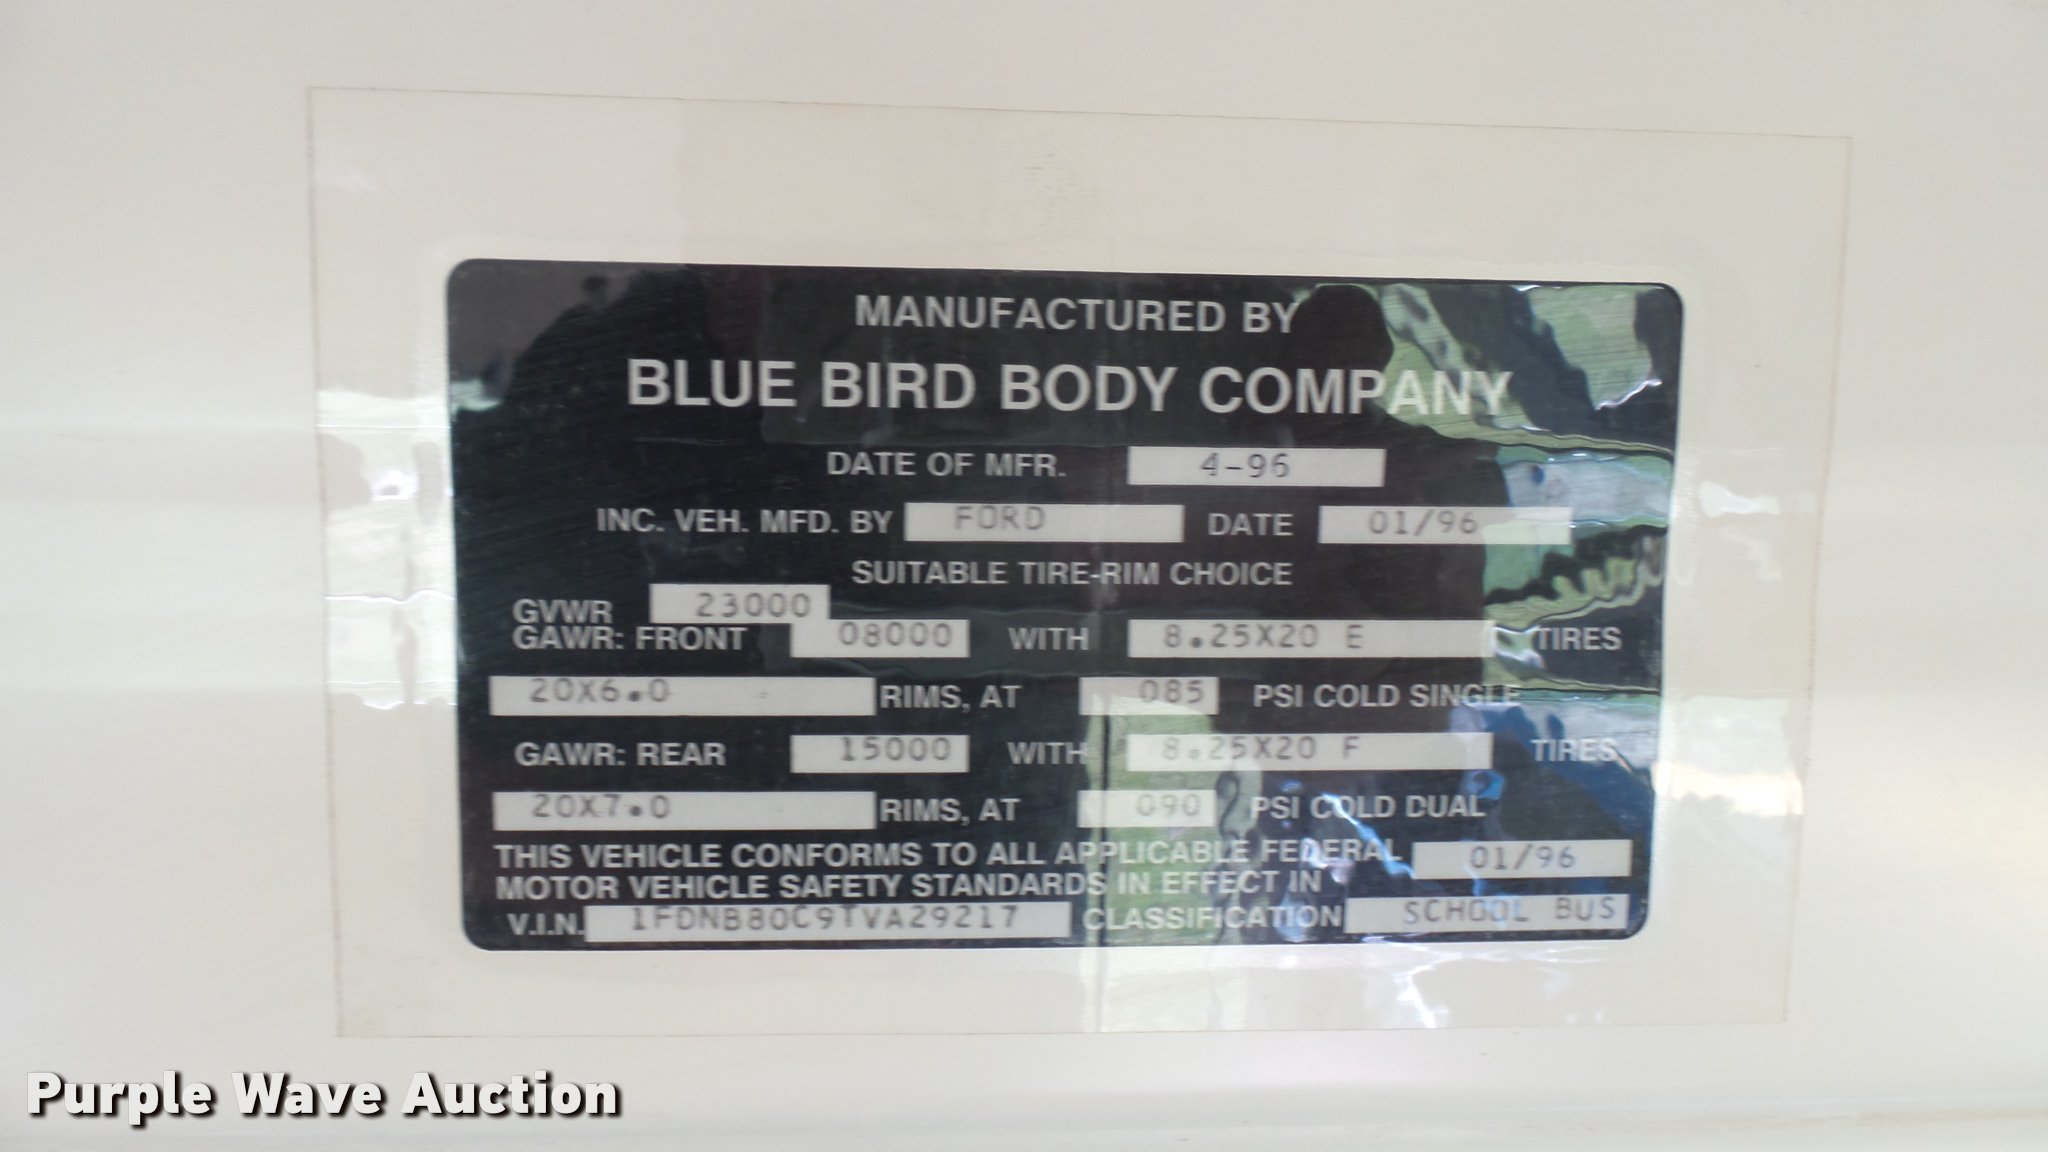 MANUFACTURED BY
BLUE BIRD BODY COMPANY
DATE OF MFR. 4-96
INC. VEH. MFD. BY FORD DATE 01/96
SUITABLE TIRE-RIM CHOICE
GVWR 23000
GAWR: FRONT 08000 WITH 8.25X20 E TIRES
20X6.0 RIMS, AT 085 PSI COLD SINGLE
GAWR: REAR 15000 WITH 8.25X20 F TIRES
20X7.0 RIMS, AT 090 PSI COLD DUAL
THIS VEHICLE CONFORMS TO ALL APPLICABLE FEDERAL 01/96
MOTOR VEHICLE SAFETY STANDARDS IN EFFECT IN
V.I.N. 1FDNB80C9TVA29217 CLASSIFICATION SCHOOL BUS
Purple Wave Auction